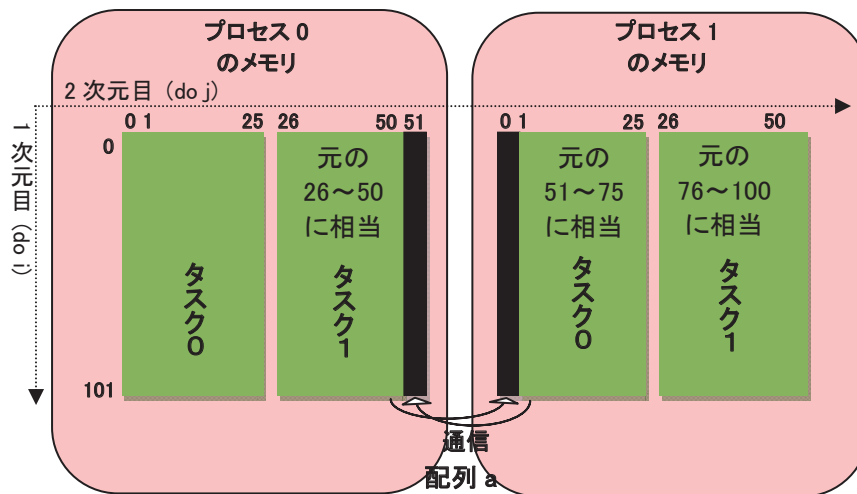 プロセス 0
のメモリ
プロセス 1
のメモリ
2 次元目 (do j)
0 1 25 26 50 51 0 1 25 26 50
1 次元目 (do i)
0
101
タスク0
元の
26～50
に相当
タスク1
元の
51～75
に相当
タスク0
元の
76～100
に相当
タスク1
通信
配列 a